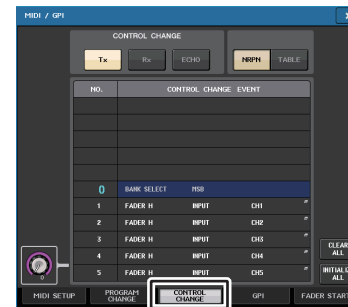 MIDI / GPI
CONTROL CHANGE
Tx Rx ECHO NRPN TABLE
NO. CONTROL CHANGE EVENT
0 BANK SELECT MSB
1 FADER H INPUT CH1
2 FADER H INPUT CH2
3 FADER H INPUT CH3
4 FADER H INPUT CH4
5 FADER H INPUT CH5
CLEAR
ALL
INITIALIZE
ALL
0
MIDI SETUP
PROGRAM
CHANGE
CONTROL
CHANGE
GPI
FADER START